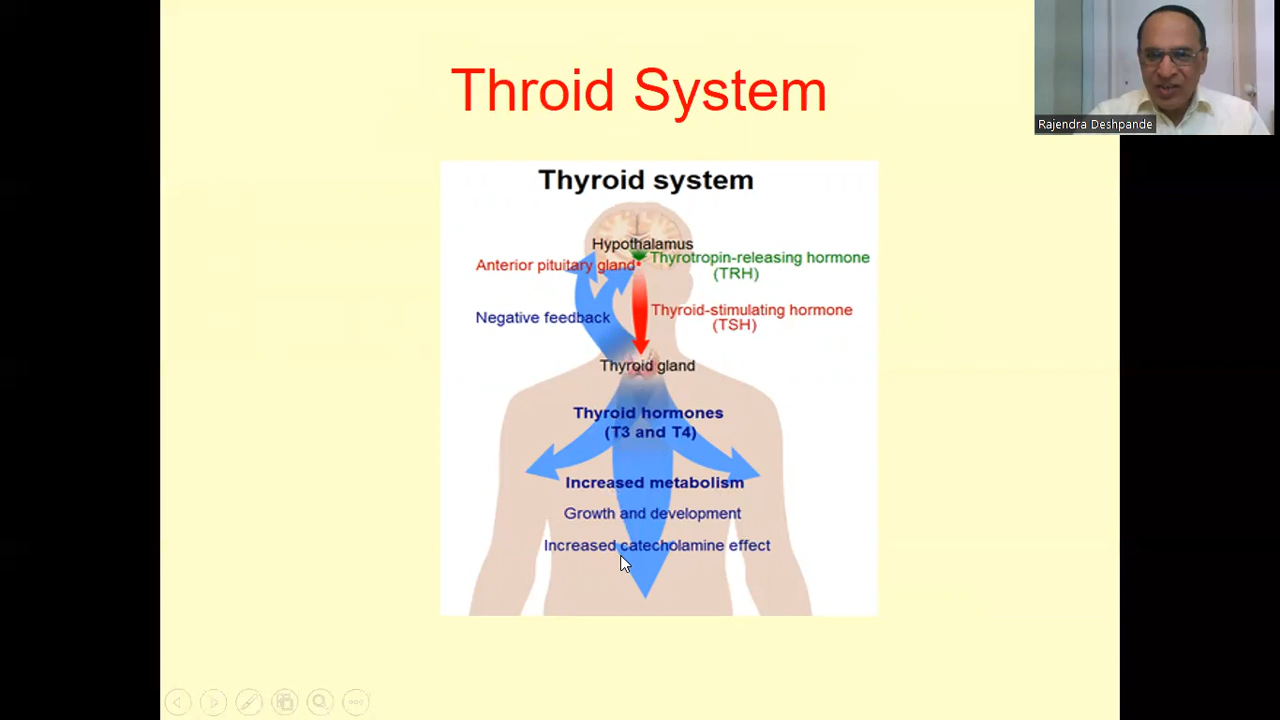 Throid System
Rajendra Deshpande
Thyroid system
Hypothalamus
Thyrotropin-releasing hormone
(TRH)
Anterior pituitary gland
Thyroid-stimulating hormone
(TSH)
Negative feedback
Thyroid gland
Thyroid hormones
(T3 and T4)
Increased metabolism
Growth and development
Increased catecholamine effect